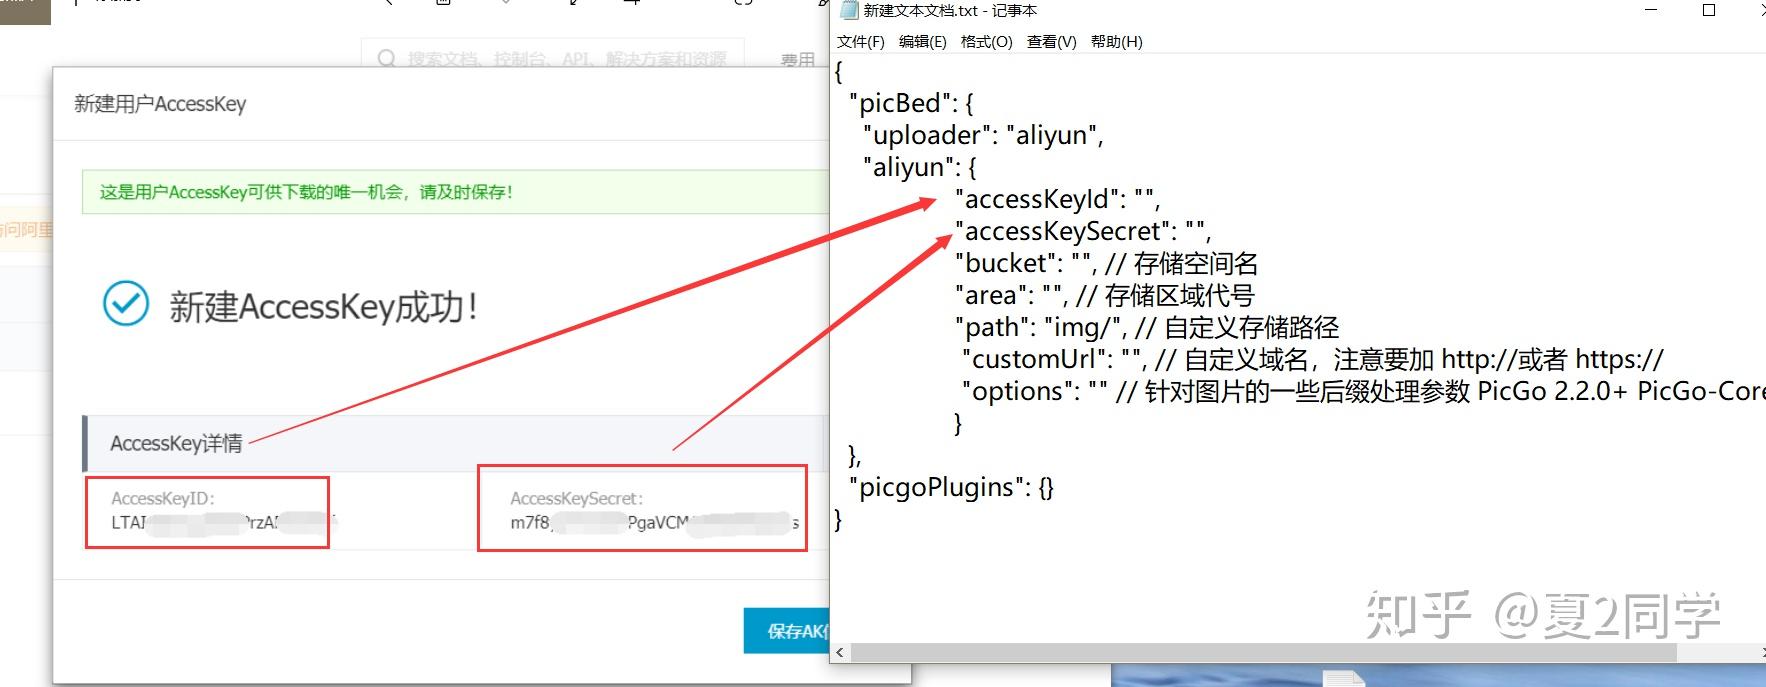 搜索文档、控制台、API、解决方案和资源
费用
新建用户AccessKey
这是用户AccessKey可供下载的唯一机会，请及时保存！
访问阿里
新建AccessKey成功！
AccessKey详情
AccessKeyID：
LTAI
rzA
AccessKeySecret：
m7f8
PgaVCM
s
保存AK
新建文本文档.txt - 记事本
文件(F) 编辑(E) 格式(O) 查看(V) 帮助(H)
{
"picBed": {
"uploader": "aliyun",
"aliyun": {
"accessKeyId": "",
"accessKeySecret": "",
"bucket": "", // 存储空间名
"area": "", // 存储区域代号
"path": "img/", // 自定义存储路径
"customUrl": "", // 自定义域名，注意要加 http://或者 https://
"options": "" // 针对图片的一些后缀处理参数 PicGo 2.2.0+ PicGo-Core
}
},
"picgoPlugins": {}
}
知乎 @夏2同学